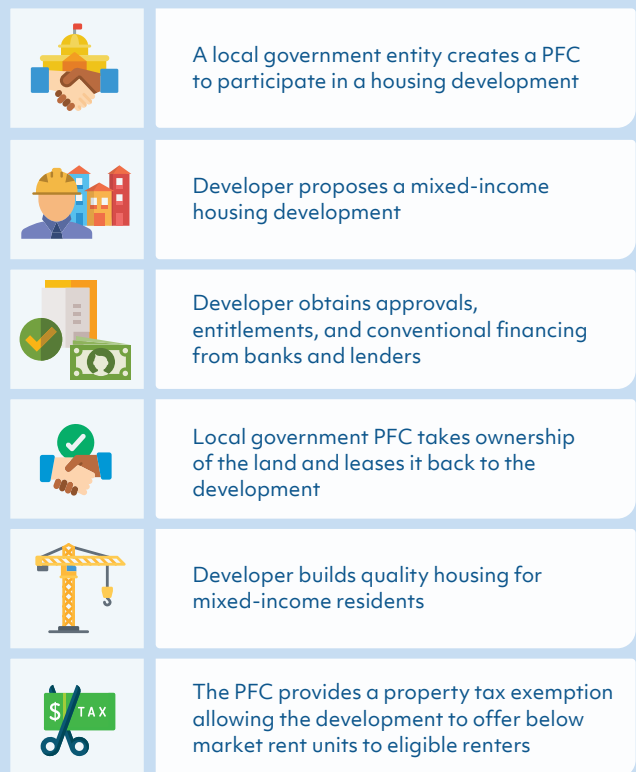 A local government entity creates a PFC
to participate in a housing development
Developer proposes a mixed-income
housing development
Developer obtains approvals,
entitlements, and conventional financing
from banks and lenders
Local government PFC takes ownership
of the land and leases it back to the
development
Developer builds quality housing for
mixed-income residents
$ TAX
The PFC provides a property tax exemption
allowing the development to offer below
market rent units to eligible renters